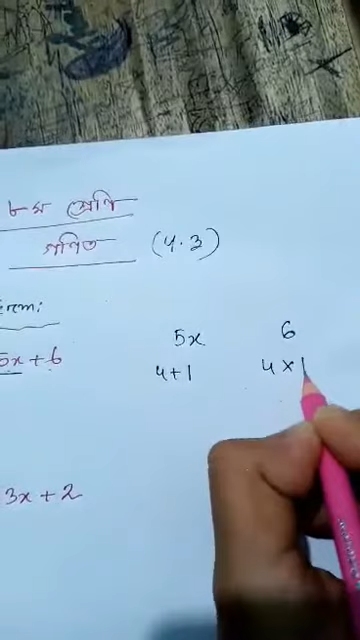 ৮ম শ্রেণি
গণিত (4.3)
5x + 6
5x 6
4+1 4×1
3x + 2